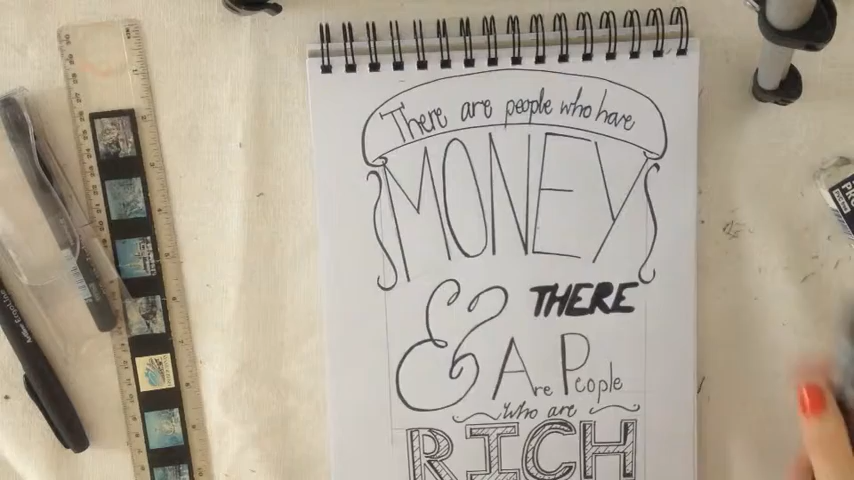 There are people who have
MONEY
& THERE
Are People
who are
RICH